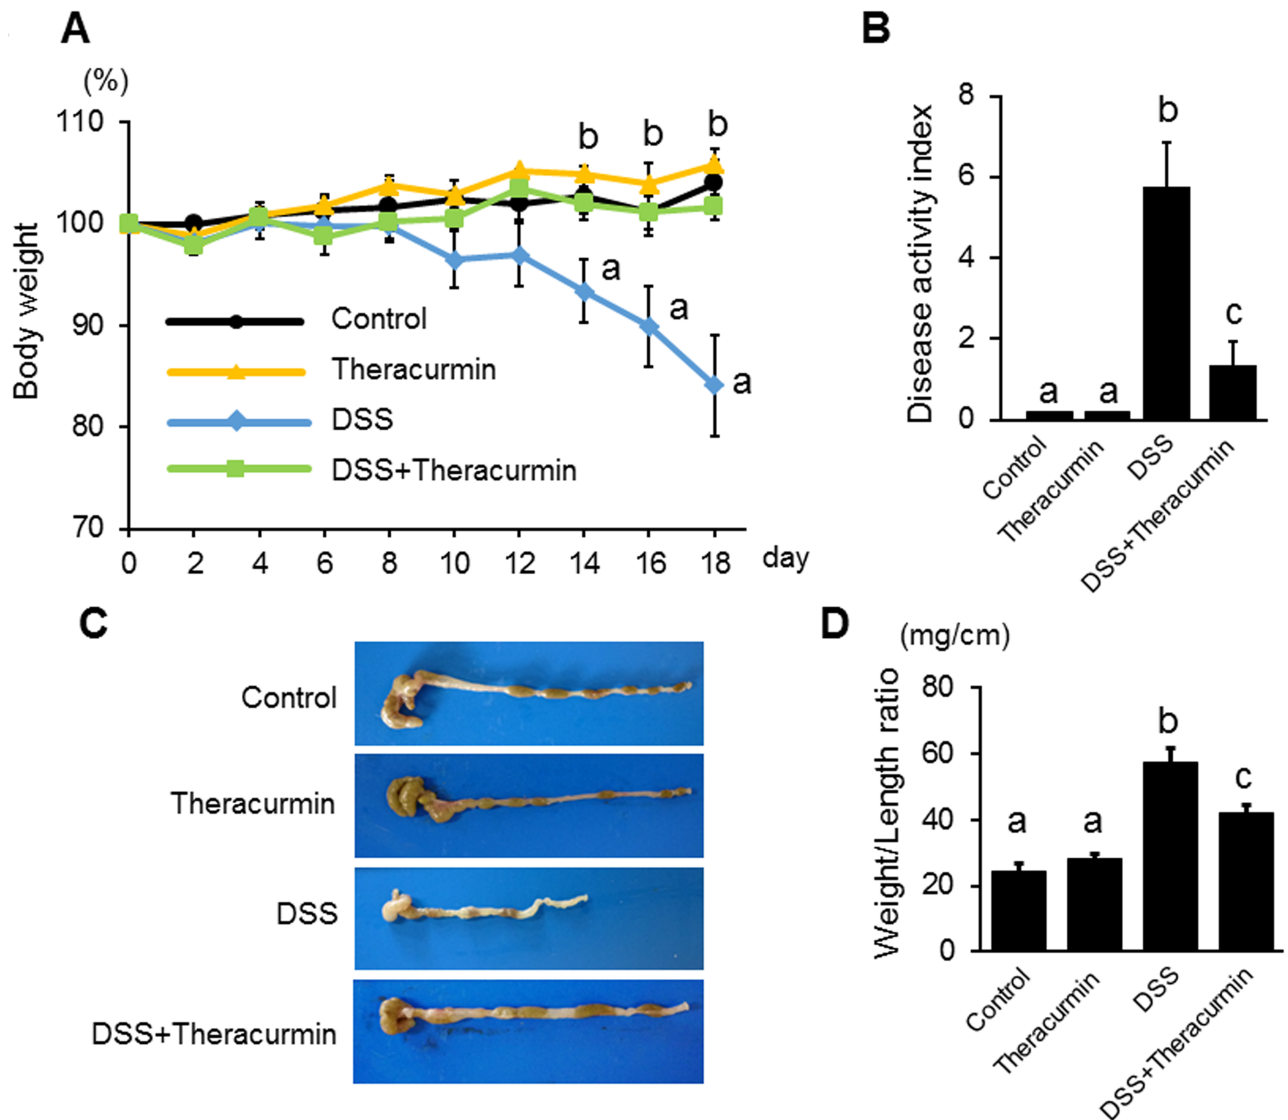 A
(%)
110
100
90
80
70
Body weight
b b b
a
a
a
Control
Theracurmin
DSS
DSS+Theracurmin
0 2 4 6 8 10 12 14 16 18 day
B
Disease activity index
8
6
4
2
0
a a b c
Control
Theracurmin
DSS
DSS+Theracurmin
C
Control
Theracurmin
DSS
DSS+Theracurmin
D
(mg/cm)
Weight/Length ratio
80
60
40
20
0
a a b c
Control
Theracurmin
DSS
DSS+Theracurmin